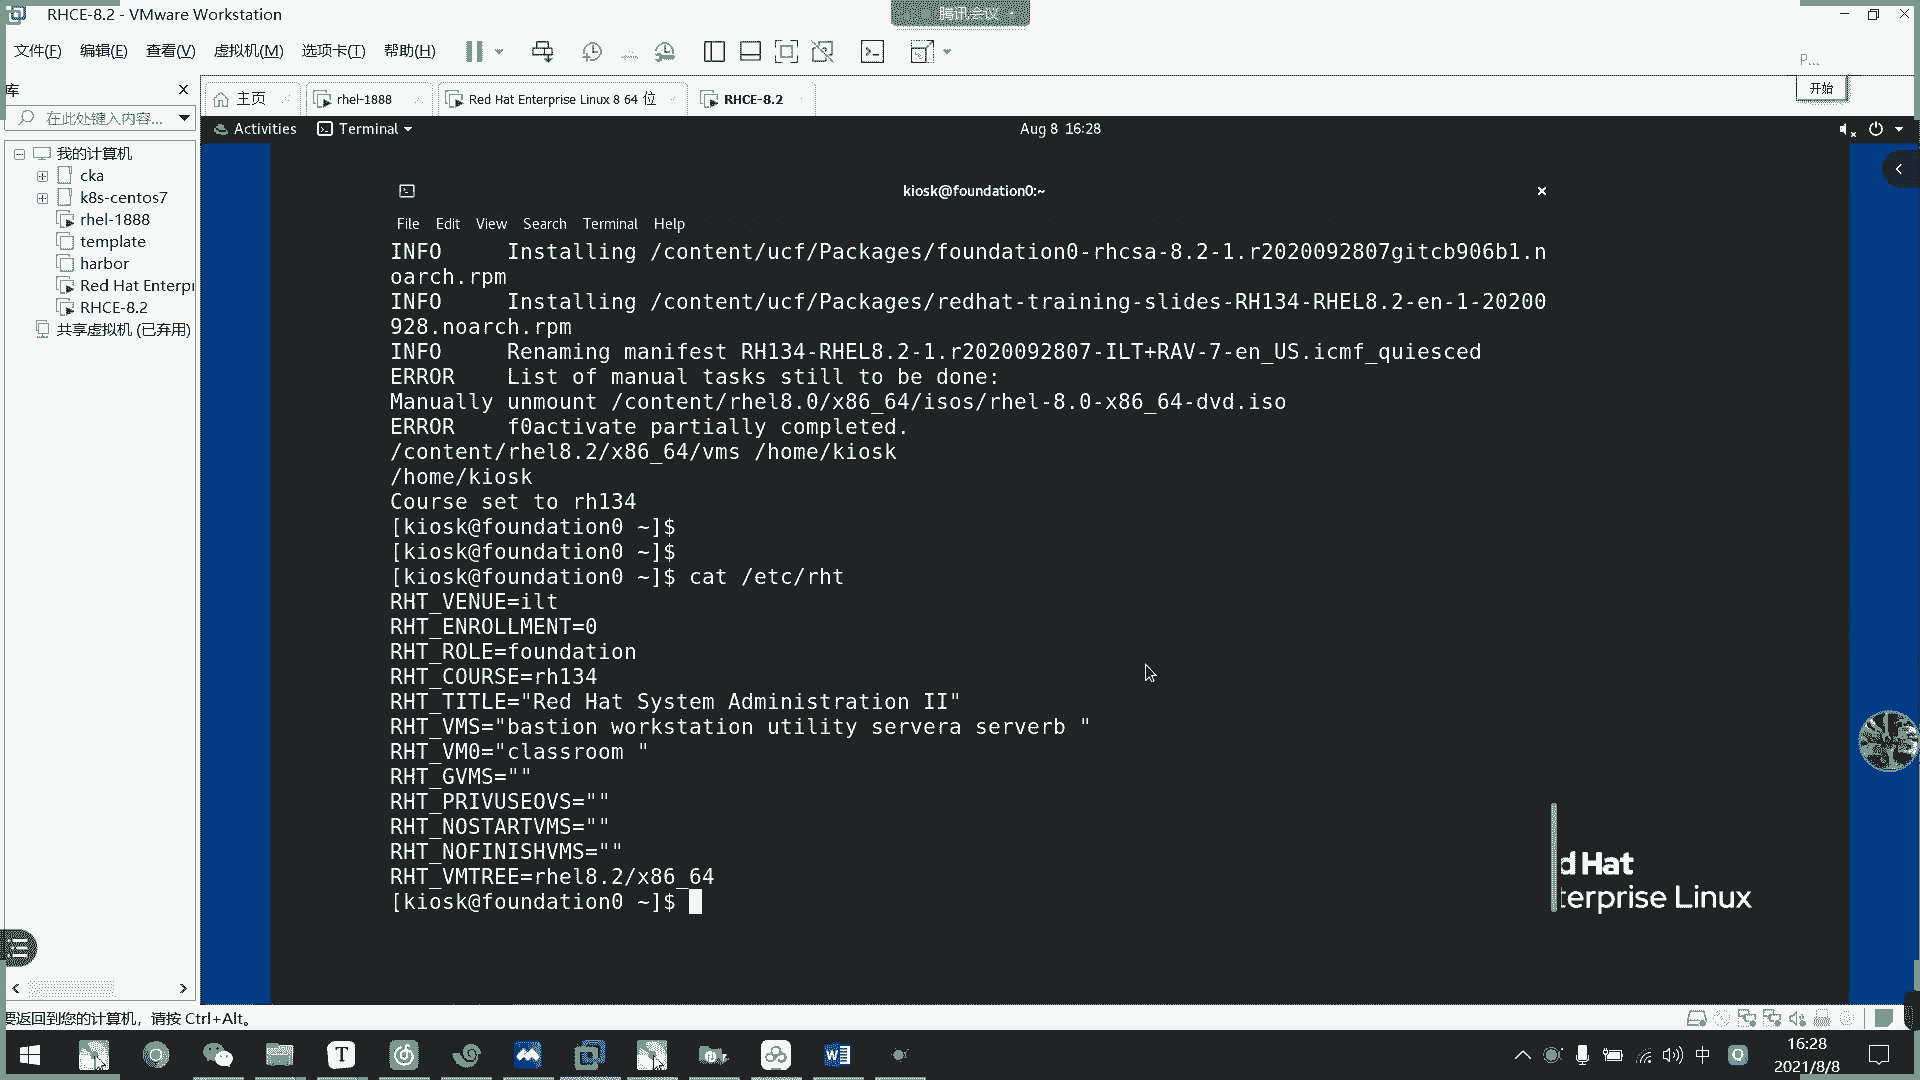 RHCE-8.2 - VMware Workstation
腾讯会议
文件(F) 编辑(E) 查看(V) 虚拟机(M) 选项卡(T) 帮助(H)
P...
开始
库
在此处键入内容...
主页
rhel-1888
Red Hat Enterprise Linux 8 64 位
RHCE-8.2
我的计算机
cka
k8s-centos7
rhel-1888
template
harbor
Red Hat Enterpr
RHCE-8.2
共享虚拟机 (已弃用)
Activities Terminal Aug 8 16:28
kiosk@foundation0:~
File Edit View Search Terminal Help
INFO Installing /content/ucf/Packages/foundation0-rhcsa-8.2-1.r2020092807gitcb906b1.n
oarch.rpm
INFO Installing /content/ucf/Packages/redhat-training-slides-RH134-RHEL8.2-en-1-20200
928.noarch.rpm
INFO Renaming manifest RH134-RHEL8.2-1.r2020092807-ILT+RAV-7-en_US.icmf_quiesced
ERROR List of manual tasks still to be done:
Manually unmount /content/rhel8.0/x86_64/isos/rhel-8.0-x86_64-dvd.iso
ERROR f0activate partially completed.
/content/rhel8.2/x86_64/vms /home/kiosk
/home/kiosk
Course set to rh134
[kiosk@foundation0 ~]$
[kiosk@foundation0 ~]$
[kiosk@foundation0 ~]$ cat /etc/rht
RHT_VENUE=ilt
RHT_ENROLLMENT=0
RHT_ROLE=foundation
RHT_COURSE=rh134
RHT_TITLE="Red Hat System Administration II"
RHT_VMS="bastion workstation utility servera serverb "
RHT_VM0="classroom "
RHT_GVMS=""
RHT_PRIVUSEOVS=""
RHT_NOSTARTVMS=""
RHT_NOFINISHVMS=""
RHT_VMTREE=rhel8.2/x86_64
[kiosk@foundation0 ~]$
d Hat
terprise Linux
要返回到您的计算机，请按 Ctrl+Alt。
中
16:28
2021/8/8